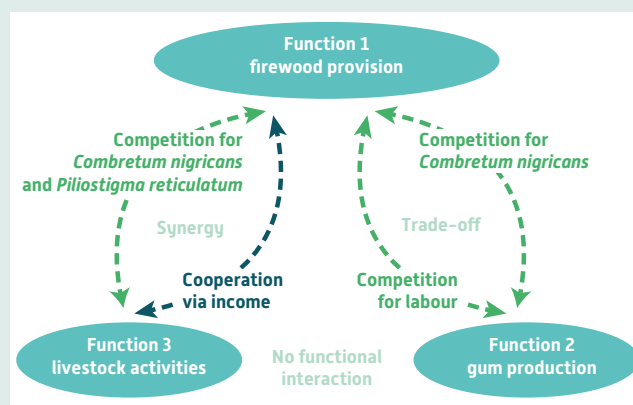 Function 1
firewood provision
Competition for
Combretum nigricans
and Piliostigma reticulatum
Competition for
Combretum nigricans
Synergy
Trade-off
Cooperation
via income
Competition
for labour
Function 3
livestock activities
No functional
interaction
Function 2
gum production